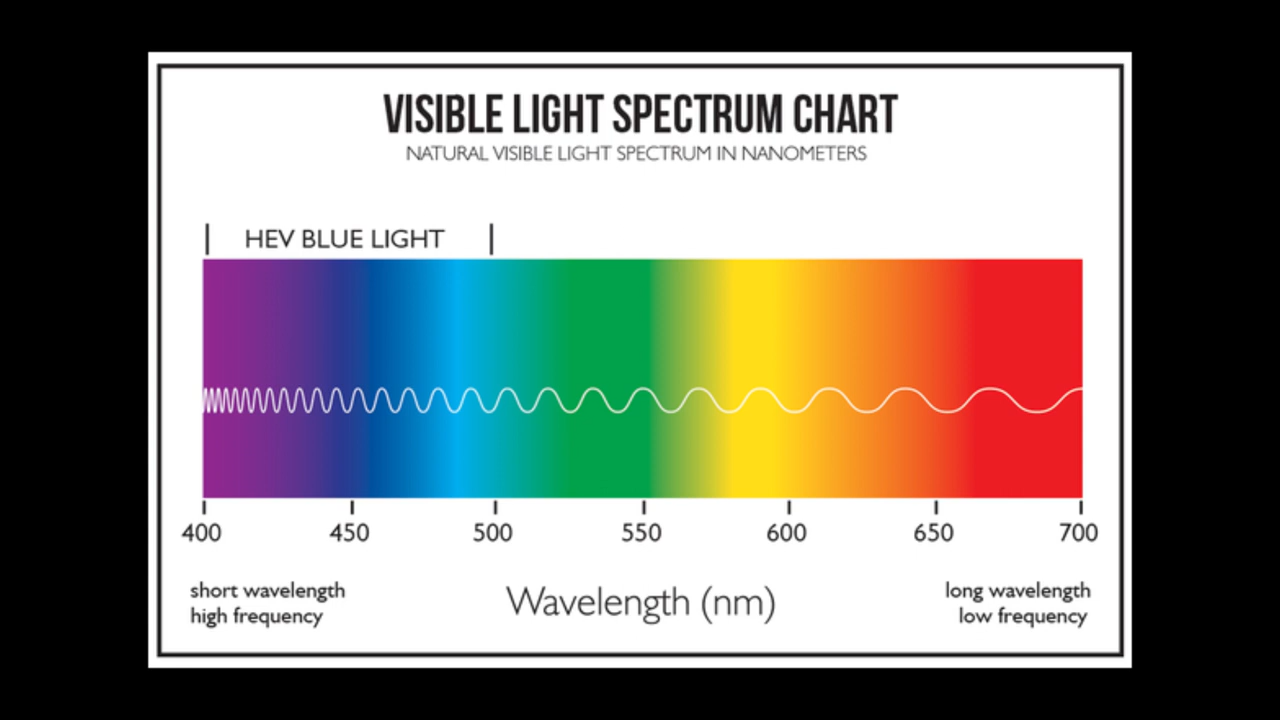 VISIBLE LIGHT SPECTRUM CHART
NATURAL VISIBLE LIGHT SPECTRUM IN NANOMETERS
HEV BLUE LIGHT
400 450 500 550 600 650 700
short wavelength
high frequency
Wavelength (nm)
long wavelength
low frequency